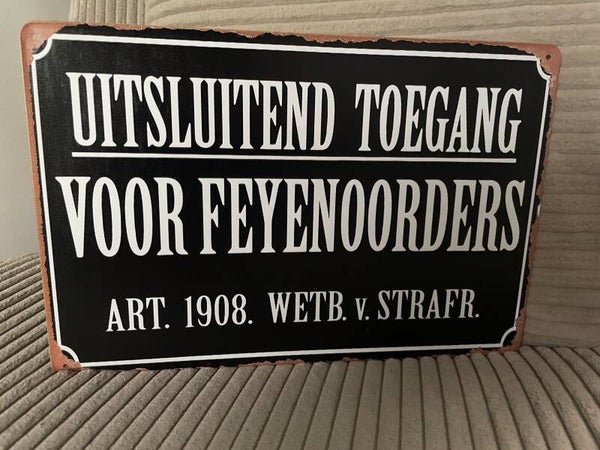 UITSLUITEND TOEGANG
VOOR FEYENOORDERS
ART. 1908. WETB. v. STRAFR.